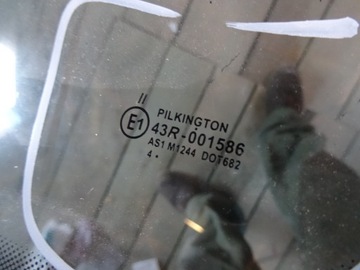 II
PILKINGTON
E1 43R-001586
AS1 M1244 DOT682
4 •